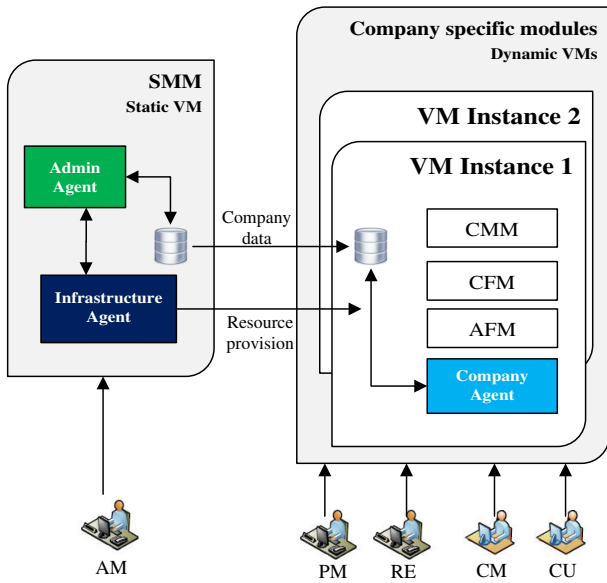 Company specific modules
Dynamic VMs
SMM
Static VM
VM Instance 2
VM Instance 1
Admin
Agent
Company
data
CMM
CFM
Infrastructure
Agent
Resource
provision
AFM
Company
Agent
AM
PM
RE
CM
CU